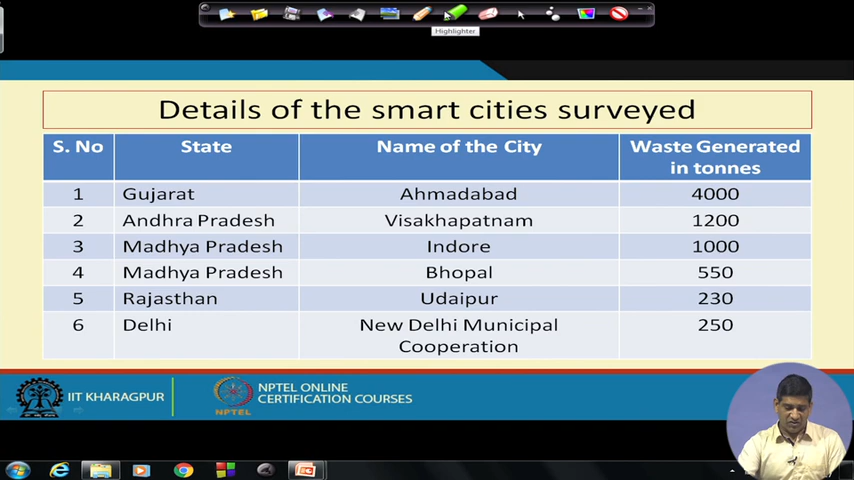 Highlighter
Details of the smart cities surveyed
S. No State Name of the City Waste Generated
in tonnes
1 Gujarat Ahmadabad 4000
2 Andhra Pradesh Visakhapatnam 1200
3 Madhya Pradesh Indore 1000
4 Madhya Pradesh Bhopal 550
5 Rajasthan Udaipur 230
6 Delhi New Delhi Municipal 250
Cooperation
IIT KHARAGPUR
NPTEL
NPTEL ONLINE
CERTIFICATION COURSES